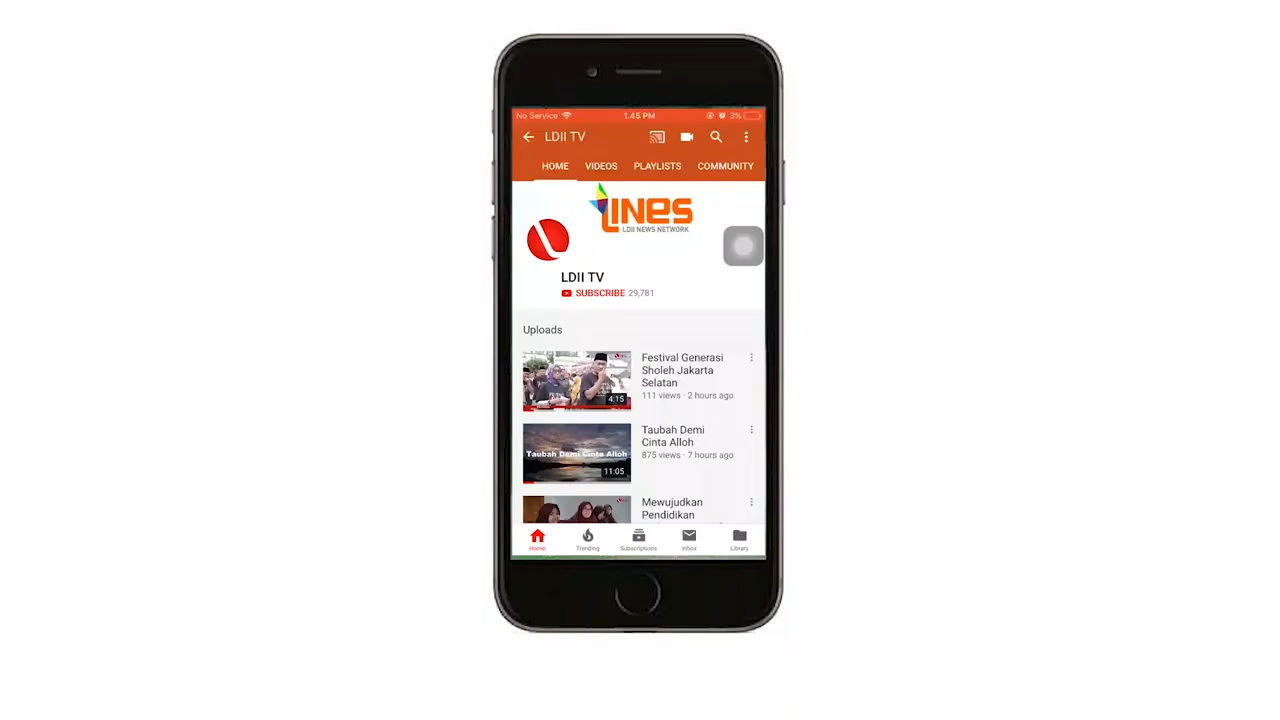 No Service 1.45 PM 3%
LDII TV
HOME VIDEOS PLAYLISTS COMMUNITY
LINES
LDII NEWS NETWORK
LDII TV
SUBSCRIBE 29,781
Uploads
Festival Generasi
Sholeh Jakarta
Selatan
111 views · 2 hours ago
4:15
Taubah Demi
Cinta Alloh
875 views · 7 hours ago
Taubah Demi Cinta Alloh
11:05
Mewujudkan
Pendidikan
Home Trending Subscriptions Inbox Library